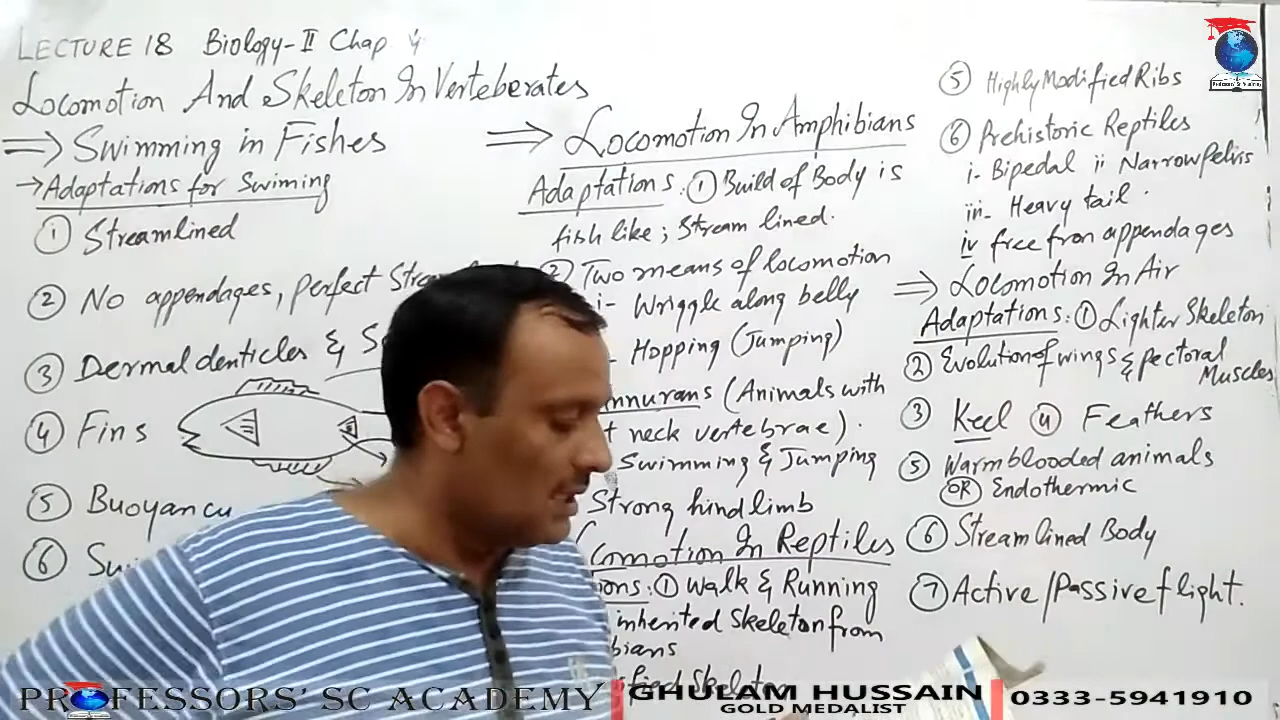 LECTURE 18 Biology-II Chap 4
Locomotion And Skeleton In Verteberates
⇒ Swimming in Fishes
→ Adaptations for Swiming
① Streamlined
② No appendages, perfect
③ Dermal denticles &
④ Fins
⑤ Buoyancy
⑥
⇒ Locomotion In Amphibians
Adaptations: ① Build of Body is
fish like; Stream lined.
② Two means of locomotion
i- Wriggle along belly
Hopping (Jumping)
nnurans (Animals with
t neck vertebrae).
Swimming & Jumping
Strong hind limb
comotion In Reptiles
ions: ① Walk & Running
inherited Skeleton from
bians
fied Skeleton
⑤ Highly Modified Ribs
⑥ Prehistoric Reptiles
i- Bipedal ii Narrow Pelvis
iii- Heavy tail.
iv free fron appendages
⇒ Locomotion In Air
Adaptations: ① Lighter Skeleton
② Evolution of wings & pectoral
Muscles
③ Keel ④ Feathers
⑤ Warmblooded animals
OR Endothermic
⑥ Stream lined Body
⑦ Active/Passive flight.
PROFESSORS' SC ACADEMY
GHULAM HUSSAIN
GOLD MEDALIST
0333-5941910